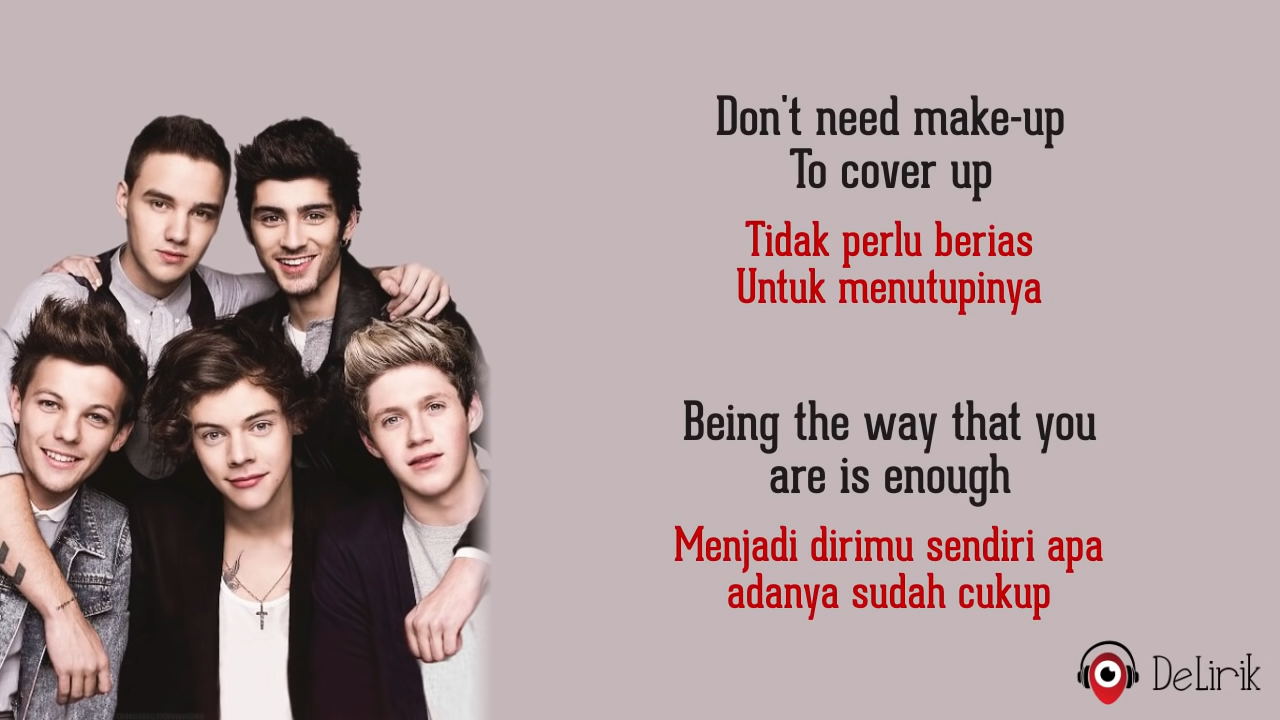 Don't need make-up
To cover up
Tidak perlu berias
Untuk menutupinya
Being the way that you
are is enough
Menjadi dirimu sendiri apa
adanya sudah cukup
DeLirik